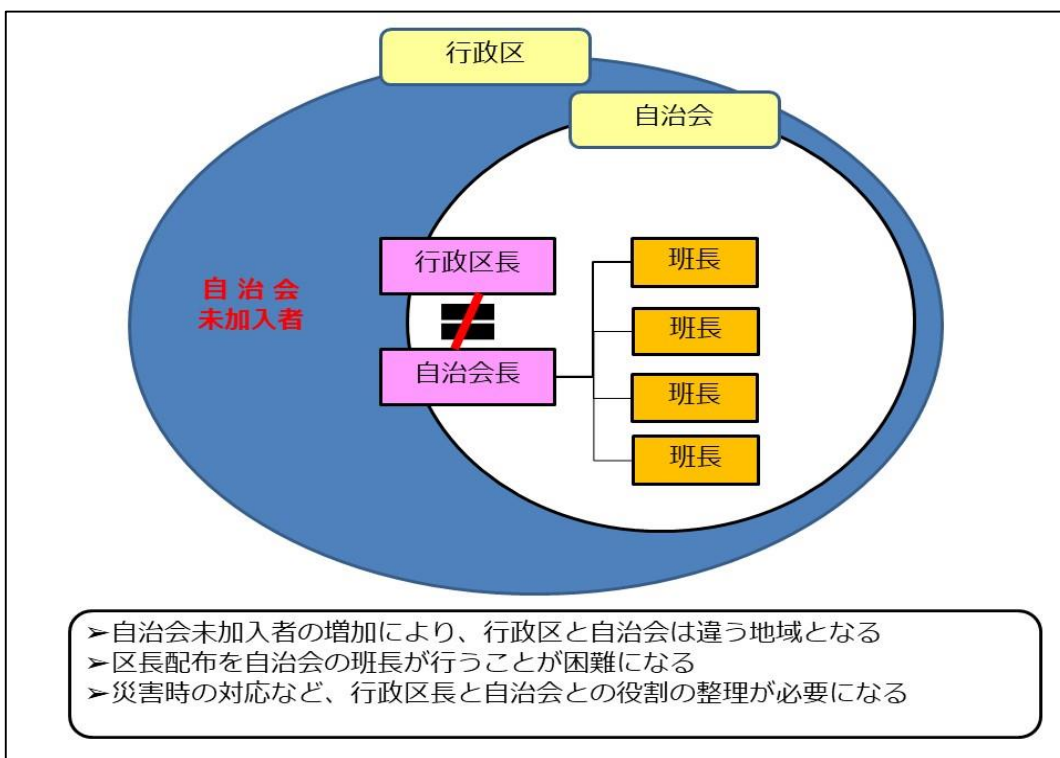 行政区
自治会
行政区長
班長
自 治 会
未加入者
班長
自治会長
班長
班長
➢自治会未加入者の増加により、行政区と自治会は違う地域となる
➢区長配布を自治会の班長が行うことが困難になる
➢災害時の対応など、行政区長と自治会との役割の整理が必要になる